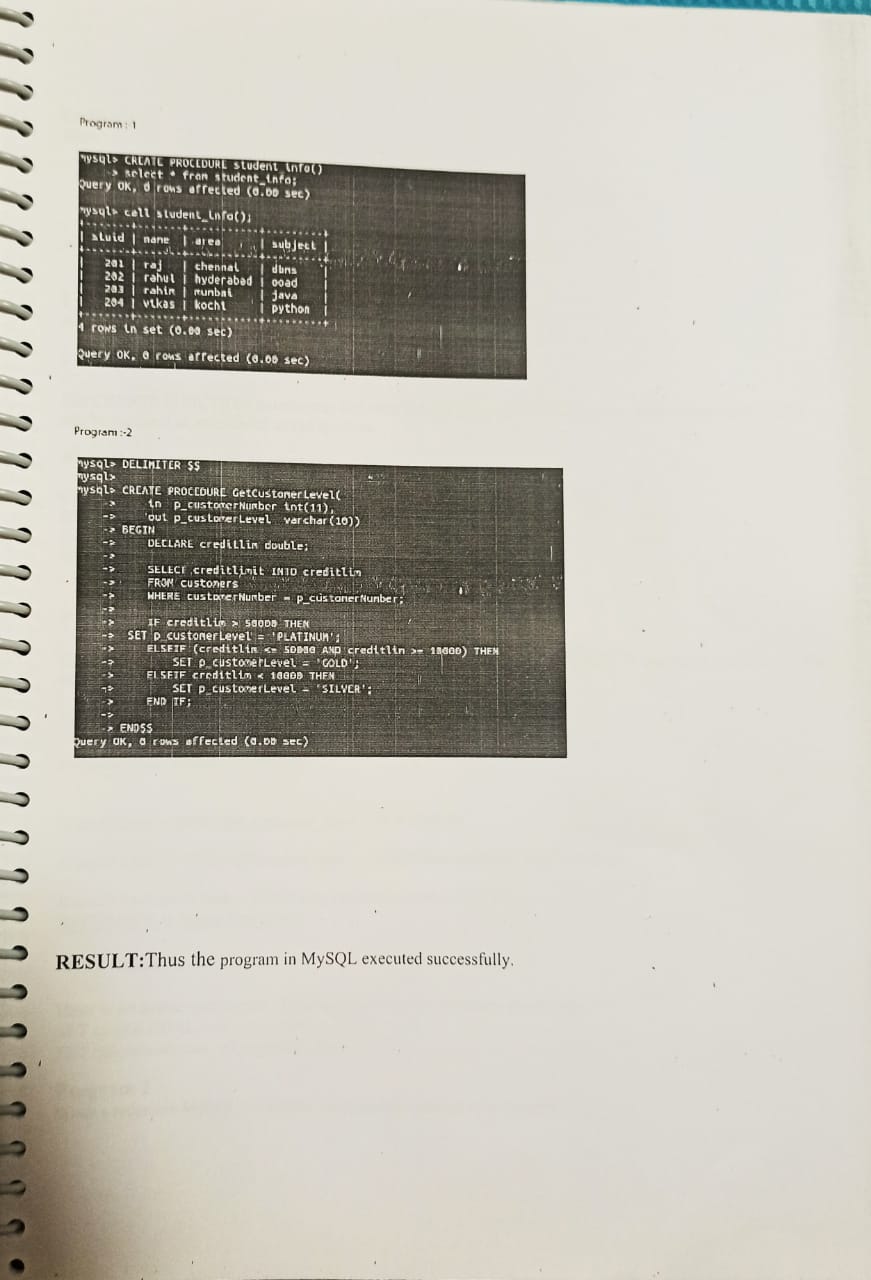 Program : 1
mysql> CREATE PROCEDURE student_info()
-> select * from student_info;
Query OK, 0 rows affected (0.00 sec)
mysql> call student_info();
+-------+-------+-----------+---------+
| stuid | name | area | subject |
+-------+-------+-----------+---------+
| 201 | raj | chennai | dbms |
| 202 | rahul | hyderabad | ooad |
| 203 | rahim | mumbai | java |
| 204 | vikas | kochi | python |
+-------+-------+-----------+---------+
4 rows in set (0.00 sec)
Query OK, 0 rows affected (0.00 sec)
Program :-2
mysql> DELIMITER $$
mysql>
mysql> CREATE PROCEDURE GetCustomerLevel(
-> in p_customerNumber int(11),
-> out p_customerLevel varchar(10))
-> BEGIN
-> DECLARE creditlim double;
->
-> SELECT creditlimit INTO creditlim
-> FROM customers
-> WHERE customerNumber = p_customerNumber;
->
-> IF creditlim > 50000 THEN
-> SET p_customerLevel = 'PLATINUM';
-> ELSEIF (creditlim <= 50000 AND creditlim >= 10000) THEN
-> SET p_customerLevel = 'GOLD';
-> ELSEIF creditlim < 10000 THEN
-> SET p_customerLevel = 'SILVER';
-> END IF;
->
-> END$$
Query OK, 0 rows affected (0.00 sec)
RESULT:Thus the program in MySQL executed successfully.